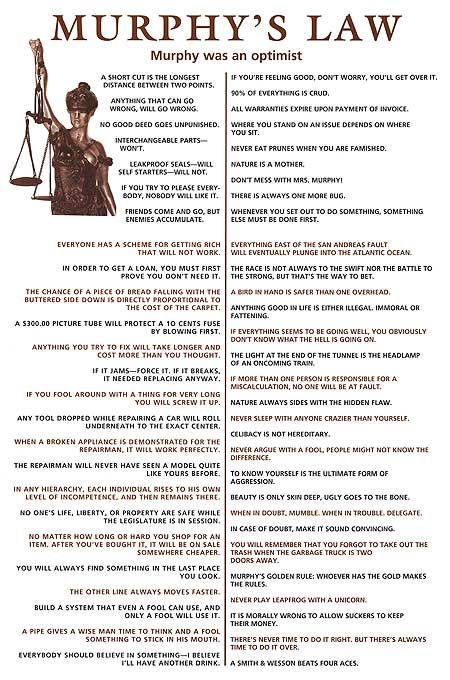 MURPHY'S LAW
Murphy was an optimist
A SHORT CUT IS THE LONGEST
DISTANCE BETWEEN TWO POINTS.
ANYTHING THAT CAN GO
WRONG, WILL GO WRONG.
NO GOOD DEED GOES UNPUNISHED.
INTERCHANGEABLE PARTS—
WON'T.
LEAKPROOF SEALS—WILL
SELF STARTERS—WILL NOT.
IF YOU TRY TO PLEASE EVERY-
BODY, NOBODY WILL LIKE IT.
FRIENDS COME AND GO, BUT
ENEMIES ACCUMULATE.
EVERYONE HAS A SCHEME FOR GETTING RICH
THAT WILL NOT WORK.
IN ORDER TO GET A LOAN, YOU MUST FIRST
PROVE YOU DON'T NEED IT.
THE CHANCE OF A PIECE OF BREAD FALLING WITH THE
BUTTERED SIDE DOWN IS DIRECTLY PROPORTIONAL TO
THE COST OF THE CARPET.
A $300.00 PICTURE TUBE WILL PROTECT A 10 CENTS FUSE
BY BLOWING FIRST.
ANYTHING YOU TRY TO FIX WILL TAKE LONGER AND
COST MORE THAN YOU THOUGHT.
IF IT JAMS—FORCE IT. IF IT BREAKS,
IT NEEDED REPLACING ANYWAY.
IF YOU FOOL AROUND WITH A THING FOR VERY LONG
YOU WILL SCREW IT UP.
ANY TOOL DROPPED WHILE REPAIRING A CAR WILL ROLL
UNDERNEATH TO THE EXACT CENTER.
WHEN A BROKEN APPLIANCE IS DEMONSTRATED FOR THE
REPAIRMAN, IT WILL WORK PERFECTLY.
THE REPAIRMAN WILL NEVER HAVE SEEN A MODEL QUITE
LIKE YOURS BEFORE.
IN ANY HIERARCHY, EACH INDIVIDUAL RISES TO HIS OWN
LEVEL OF INCOMPETENCE, AND THEN REMAINS THERE.
NO ONE'S LIFE, LIBERTY, OR PROPERTY ARE SAFE WHILE
THE LEGISLATURE IS IN SESSION.
NO MATTER HOW LONG OR HARD YOU SHOP FOR AN
ITEM. AFTER YOU'VE BOUGHT IT, IT WILL BE ON SALE
SOMEWHERE CHEAPER.
YOU WILL ALWAYS FIND SOMETHING IN THE LAST PLACE
YOU LOOK.
THE OTHER LINE ALWAYS MOVES FASTER.
BUILD A SYSTEM THAT EVEN A FOOL CAN USE, AND
ONLY A FOOL WILL USE IT.
A PIPE GIVES A WISE MAN TIME TO THINK AND A FOOL
SOMETHING TO STICK IN HIS MOUTH.
EVERYBODY SHOULD BELIEVE IN SOMETHING—I BELIEVE
I'LL HAVE ANOTHER DRINK.
IF YOU'RE FEELING GOOD, DON'T WORRY, YOU'LL GET OVER IT.
90% OF EVERYTHING IS CRUD.
ALL WARRANTIES EXPIRE UPON PAYMENT OF INVOICE.
WHERE YOU STAND ON AN ISSUE DEPENDS ON WHERE
YOU SIT.
NEVER EAT PRUNES WHEN YOU ARE FAMISHED.
NATURE IS A MOTHER.
DON'T MESS WITH MRS. MURPHY!
THERE IS ALWAYS ONE MORE BUG.
WHENEVER YOU SET OUT TO DO SOMETHING, SOMETHING
ELSE MUST BE DONE FIRST.
EVERYTHING EAST OF THE SAN ANDREAS FAULT
WILL EVENTUALLY PLUNGE INTO THE ATLANTIC OCEAN.
THE RACE IS NOT ALWAYS TO THE SWIFT NOR THE BATTLE TO
THE STRONG, BUT THAT'S THE WAY TO BET.
A BIRD IN HAND IS SAFER THAN ONE OVERHEAD.
ANYTHING GOOD IN LIFE IS EITHER ILLEGAL. IMMORAL OR
FATTENING.
IF EVERYTHING SEEMS TO BE GOING WELL, YOU OBVIOUSLY
DON'T KNOW WHAT THE HELL IS GOING ON.
THE LIGHT AT THE END OF THE TUNNEL IS THE HEADLAMP
OF AN ONCOMING TRAIN.
IF MORE THAN ONE PERSON IS RESPONSIBLE FOR A
MISCALCULATION, NO ONE WILL BE AT FAULT.
NATURE ALWAYS SIDES WITH THE HIDDEN FLAW.
NEVER SLEEP WITH ANYONE CRAZIER THAN YOURSELF.
CELIBACY IS NOT HEREDITARY.
NEVER ARGUE WITH A FOOL, PEOPLE MIGHT NOT KNOW THE
DIFFERENCE.
TO KNOW YOURSELF IS THE ULTIMATE FORM OF
AGGRESSION.
BEAUTY IS ONLY SKIN DEEP, UGLY GOES TO THE BONE.
WHEN IN DOUBT, MUMBLE. WHEN IN TROUBLE. DELEGATE.
IN CASE OF DOUBT, MAKE IT SOUND CONVINCING.
YOU WILL REMEMBER THAT YOU FORGOT TO TAKE OUT THE
TRASH WHEN THE GARBAGE TRUCK IS TWO
DOORS AWAY.
MURPHY'S GOLDEN RULE: WHOEVER HAS THE GOLD MAKES
THE RULES.
NEVER PLAY LEAPFROG WITH A UNICORN.
IT IS MORALLY WRONG TO ALLOW SUCKERS TO KEEP
THEIR MONEY.
THERE'S NEVER TIME TO DO IT RIGHT. BUT THERE'S ALWAYS
TIME TO DO IT OVER.
A SMITH & WESSON BEATS FOUR ACES.